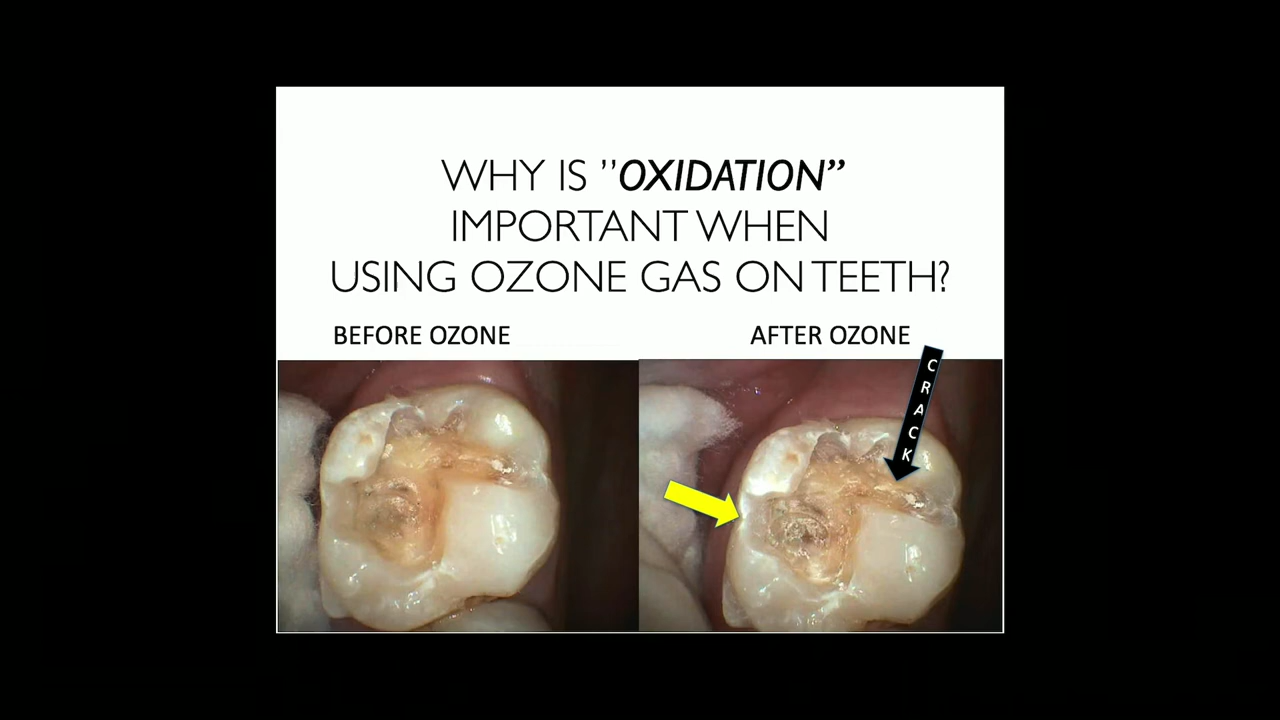 WHY IS ”OXIDATION”
IMPORTANT WHEN
USING OZONE GAS ON TEETH?
BEFORE OZONE
AFTER OZONE
CRACK